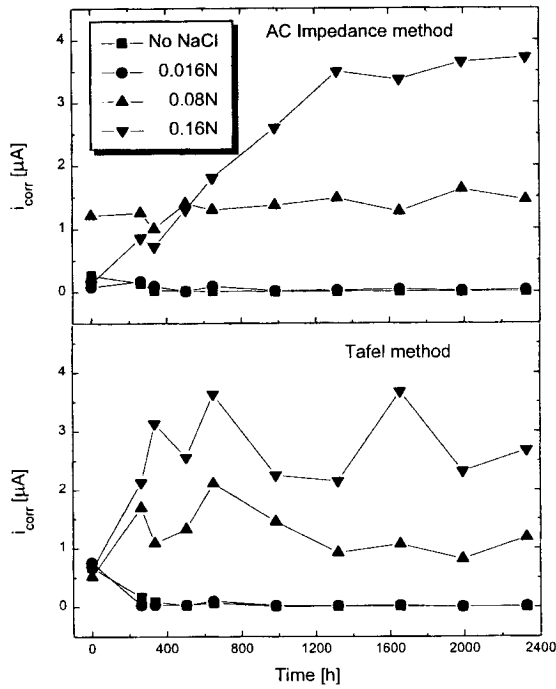 AC Impedance method
No NaCl
0.016N
0.08N
0.16N
5
4
3
2
1
0
i_corr [µA]
Tafel method
4
3
2
1
0
i_corr [µA]
0 400 800 1200 1600 2000 2400
Time [h]